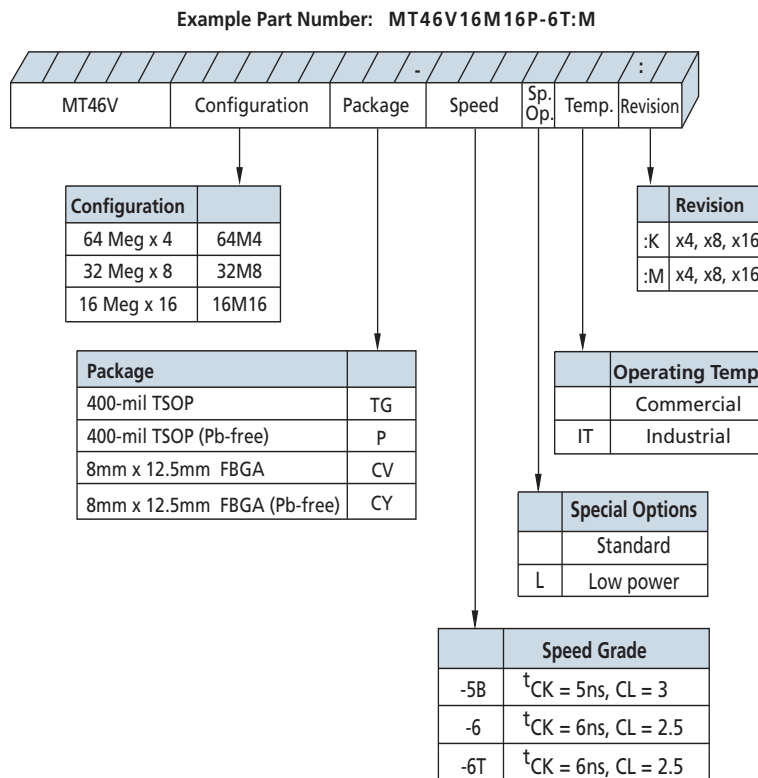 Example Part Number: MT46V16M16P-6T:M
- :
MT46V Configuration Package Speed Sp. Op. Temp. Revision
Configuration
64 Meg x 4 64M4
32 Meg x 8 32M8
16 Meg x 16 16M16
Revision
:K x4, x8, x16
:M x4, x8, x16
Package
400-mil TSOP TG
400-mil TSOP (Pb-free) P
8mm x 12.5mm FBGA CV
8mm x 12.5mm FBGA (Pb-free) CY
Operating Temp
Commercial
IT Industrial
Special Options
Standard
L Low power
Speed Grade
-5B tCK = 5ns, CL = 3
-6 tCK = 6ns, CL = 2.5
-6T tCK = 6ns, CL = 2.5